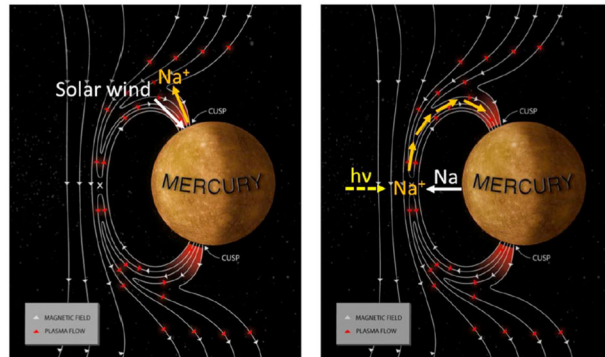 Na+
Solar wind
CUSP
MERCURY
X
CUSP
MAGNETIC FIELD
PLASMA FLOW
CUSP
MERCURY
hν
Na+
Na
CUSP
MAGNETIC FIELD
PLASMA FLOW